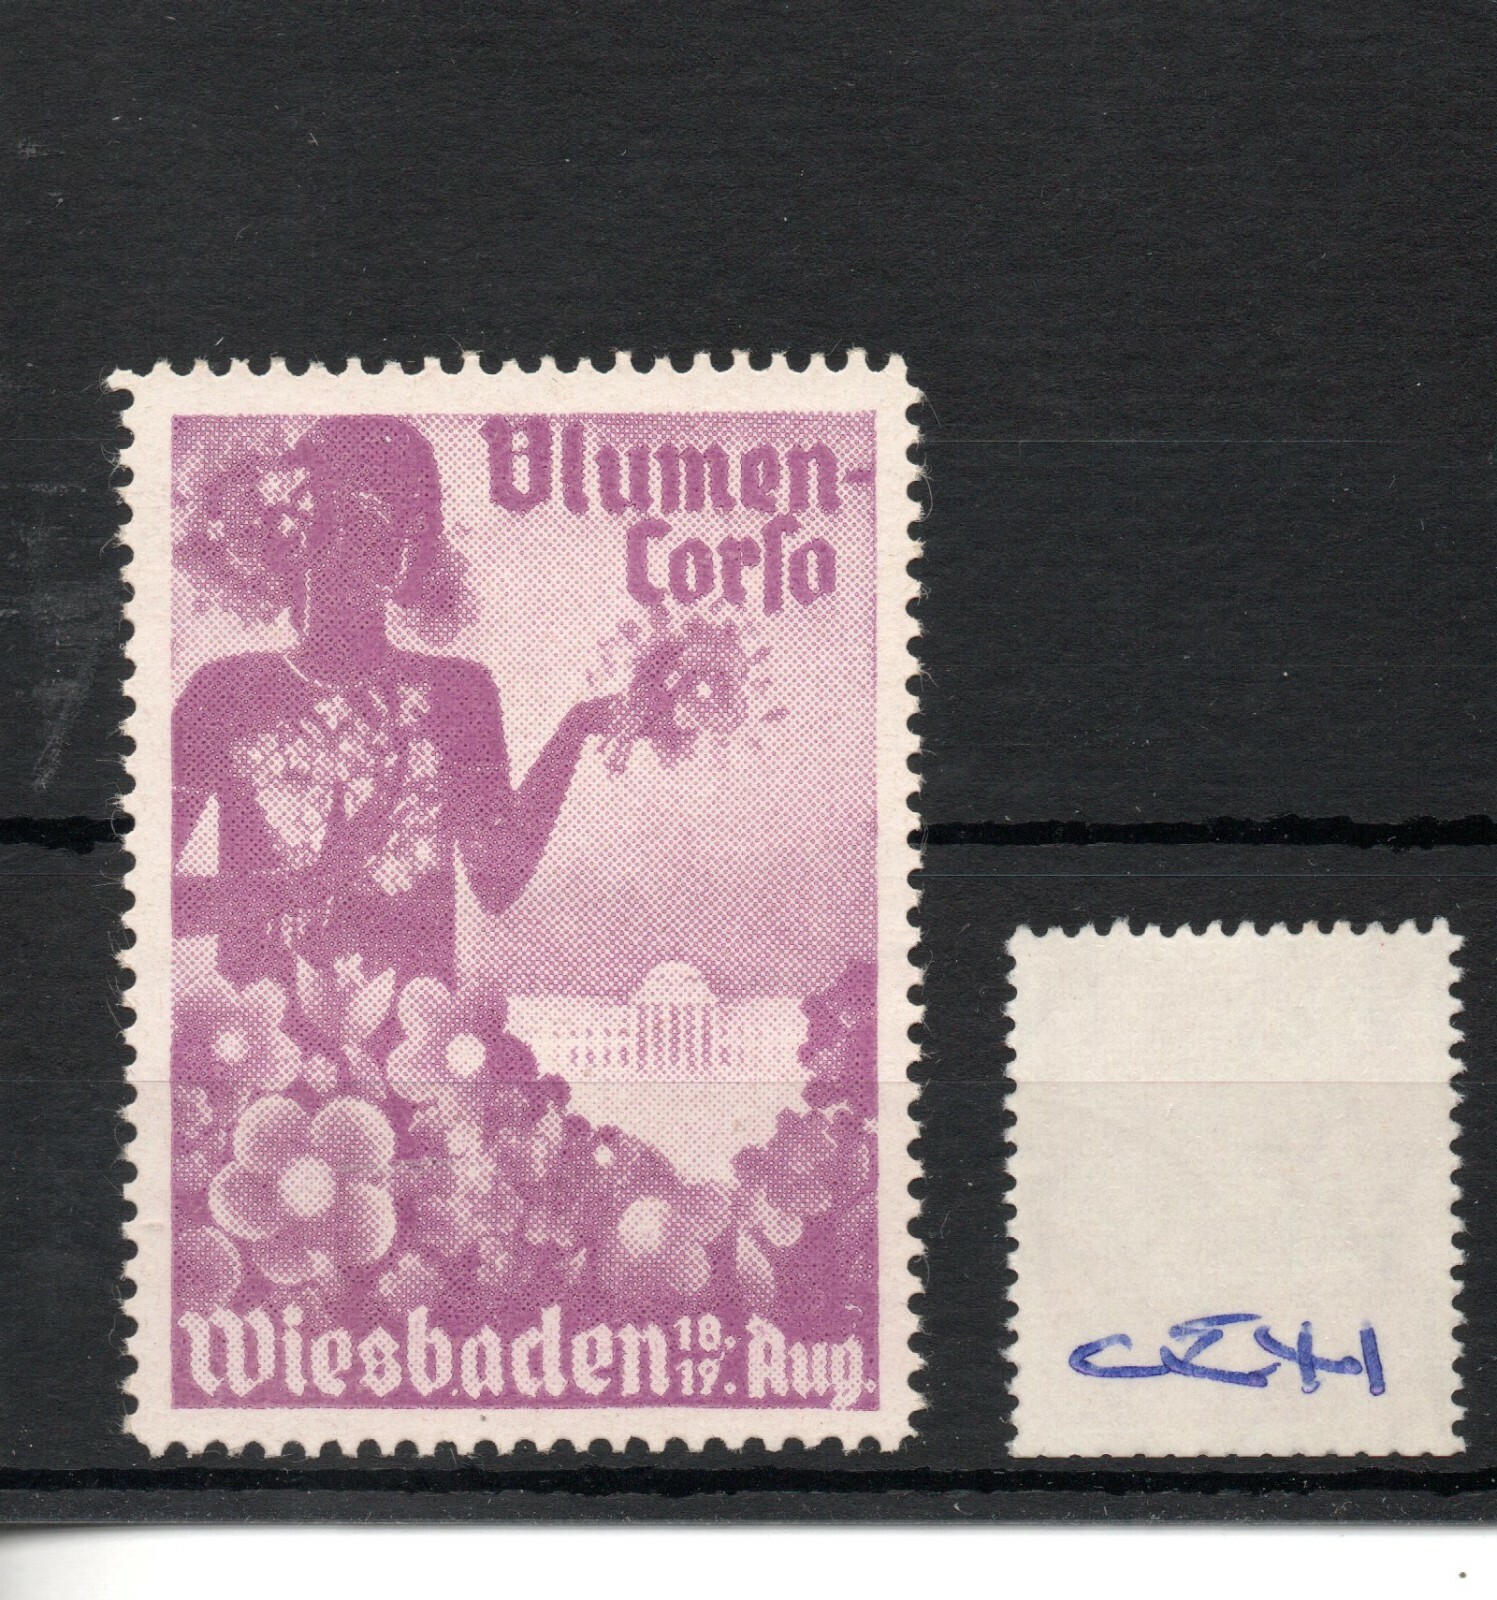 Blumen-
Corso
Wiesbaden 18. 19. Aug.